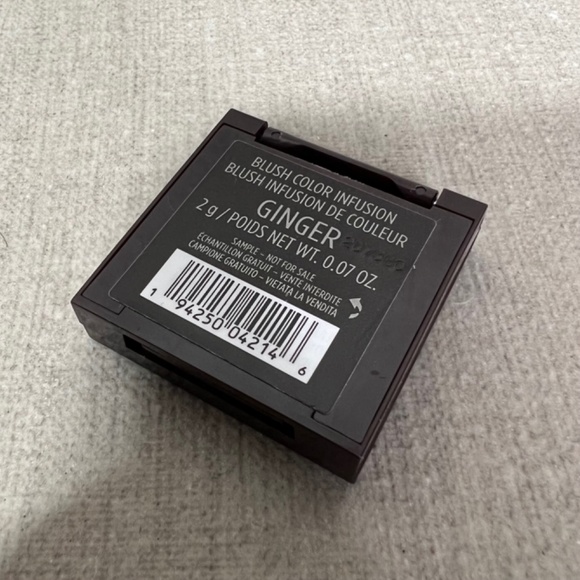 BLUSH COLOR INFUSION
BLUSH INFUSION DE COULEUR
GINGER
2 g / POIDS NET WT. 0.07 OZ.
SAMPLE – NOT FOR SALE
ÉCHANTILLON GRATUIT – VENTE INTERDITE
CAMPIONE GRATUITO – VIETATA LA VENDITA
1 94250 04214 6